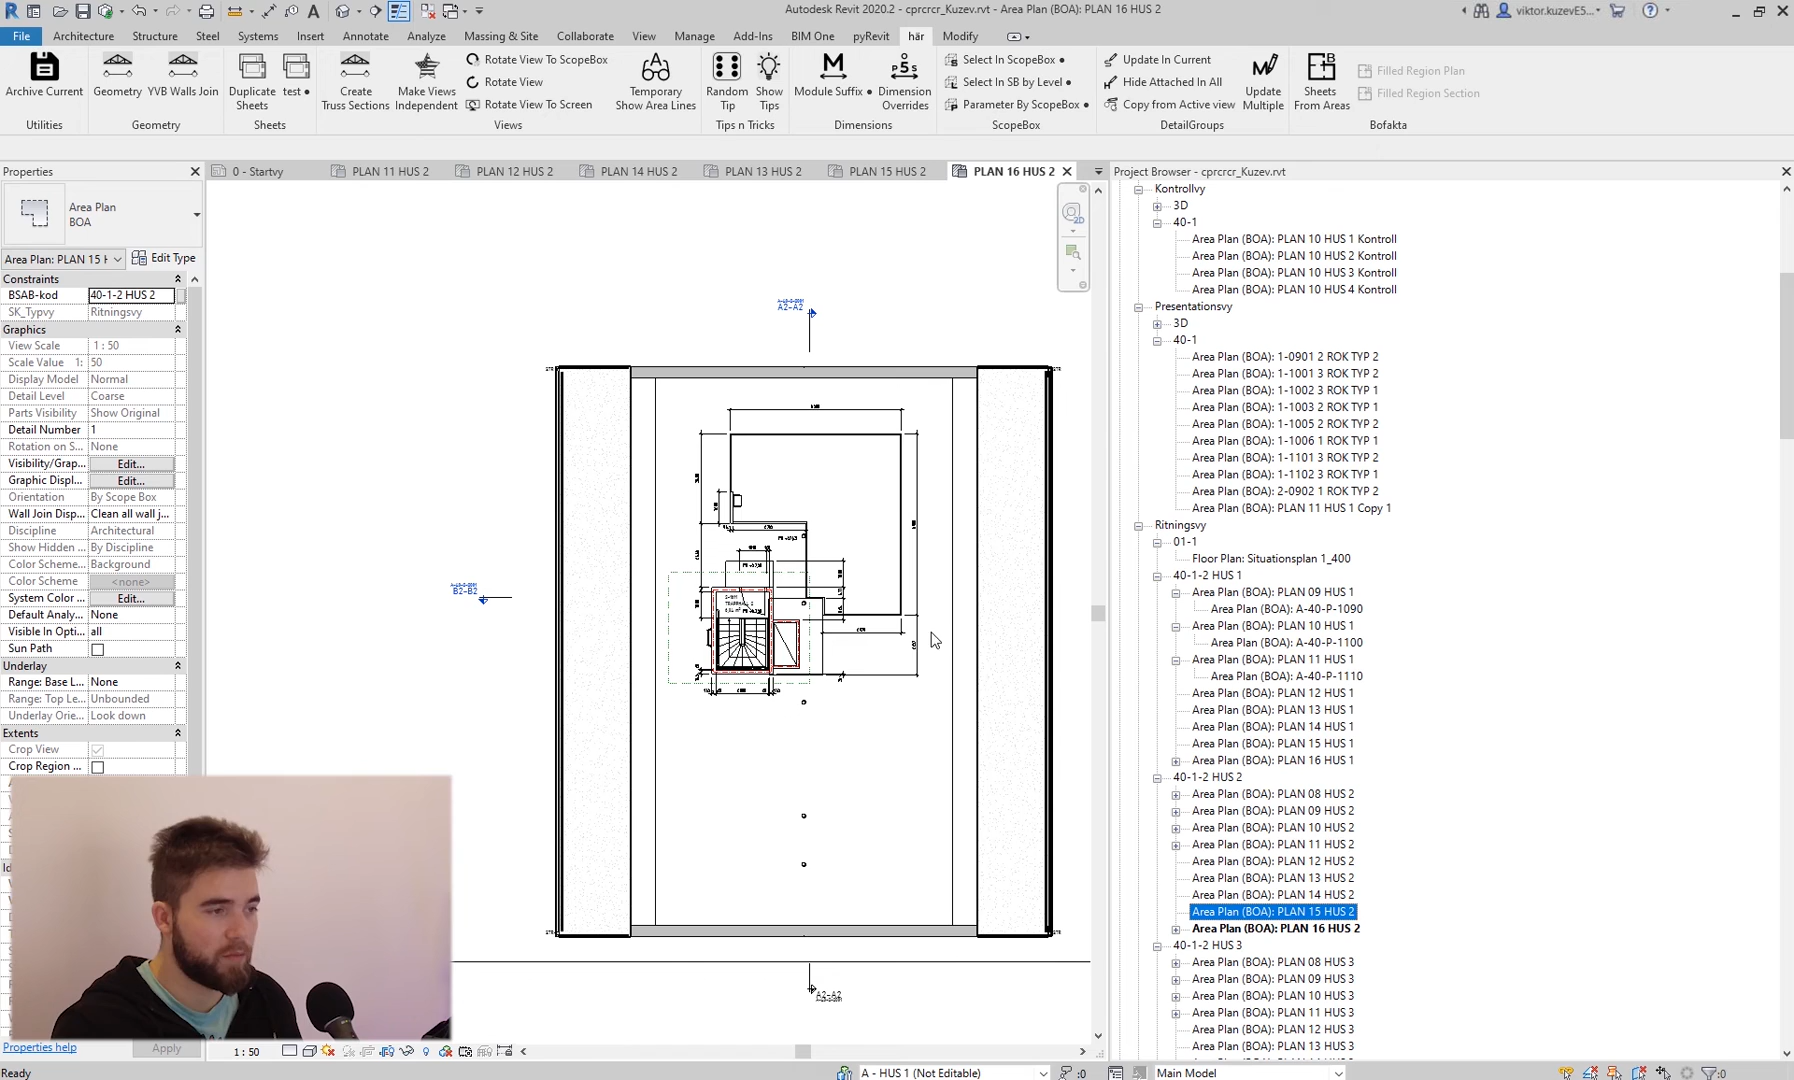 Autodesk Revit 2020.2 - cprcrcr_Kuzev.rvt - Area Plan (BOA): PLAN 16 HUS 2
viktor.kuzevE5...
File Architecture Structure Steel Systems Insert Annotate Analyze Massing & Site Collaborate View Manage Add-Ins BIM One pyRevit här Modify
Archive Current
Utilities
Geometry
YVB Walls Join
Geometry
Duplicate Sheets
test
Sheets
Create Truss Sections
Make Views Independent
Rotate View To ScopeBox
Rotate View
Rotate View To Screen
Temporary Show Area Lines
Views
Random Tip
Show Tips
Tips n Tricks
Module Suffix
Dimension Overrides
Dimensions
Select In ScopeBox
Select In SB by Level
Parameter By ScopeBox
ScopeBox
Update In Current
Hide Attached In All
Copy from Active view
Update Multiple
DetailGroups
Sheets From Areas
Filled Region Plan
Filled Region Section
Bofakta
Properties
0 - Startvy
PLAN 11 HUS 2
PLAN 12 HUS 2
PLAN 14 HUS 2
PLAN 13 HUS 2
PLAN 15 HUS 2
PLAN 16 HUS 2
Project Browser - cprcrcr_Kuzev.rvt
Area Plan
BOA
Area Plan: PLAN 15 H
Edit Type
Constraints
BSAB-kod 40-1-2 HUS 2
SK_Typvy Ritningsvy
Graphics
View Scale 1 : 50
Scale Value 1: 50
Display Model Normal
Detail Level Coarse
Parts Visibility Show Original
Detail Number 1
Rotation on S... None
Visibility/Grap... Edit...
Graphic Displ... Edit...
Orientation By Scope Box
Wall Join Disp... Clean all wall j...
Discipline Architectural
Show Hidden ... By Discipline
Color Scheme ... Background
Color Scheme <none>
System Color ... Edit...
Default Analy... None
Visible In Opti... all
Sun Path
Underlay
Range: Base L... None
Range: Top Le... Unbounded
Underlay Orie... Look down
Extents
Crop View
Crop Region ...
Properties help
Apply
A2-A2
B2-B2
A2-A2
2D
Kontrollvy
3D
40-1
Area Plan (BOA): PLAN 10 HUS 1 Kontroll
Area Plan (BOA): PLAN 10 HUS 2 Kontroll
Area Plan (BOA): PLAN 10 HUS 3 Kontroll
Area Plan (BOA): PLAN 10 HUS 4 Kontroll
Presentationsvy
3D
40-1
Area Plan (BOA): 1-0901 2 ROK TYP 2
Area Plan (BOA): 1-1001 3 ROK TYP 2
Area Plan (BOA): 1-1002 3 ROK TYP 1
Area Plan (BOA): 1-1003 2 ROK TYP 1
Area Plan (BOA): 1-1005 2 ROK TYP 2
Area Plan (BOA): 1-1006 1 ROK TYP 1
Area Plan (BOA): 1-1101 3 ROK TYP 2
Area Plan (BOA): 1-1102 3 ROK TYP 1
Area Plan (BOA): 2-0902 1 ROK TYP 2
Area Plan (BOA): PLAN 11 HUS 1 Copy 1
Ritningsvy
01-1
Floor Plan: Situationsplan 1_400
40-1-2 HUS 1
Area Plan (BOA): PLAN 09 HUS 1
Area Plan (BOA): A-40-P-1090
Area Plan (BOA): PLAN 10 HUS 1
Area Plan (BOA): A-40-P-1100
Area Plan (BOA): PLAN 11 HUS 1
Area Plan (BOA): A-40-P-1110
Area Plan (BOA): PLAN 12 HUS 1
Area Plan (BOA): PLAN 13 HUS 1
Area Plan (BOA): PLAN 14 HUS 1
Area Plan (BOA): PLAN 15 HUS 1
Area Plan (BOA): PLAN 16 HUS 1
40-1-2 HUS 2
Area Plan (BOA): PLAN 08 HUS 2
Area Plan (BOA): PLAN 09 HUS 2
Area Plan (BOA): PLAN 10 HUS 2
Area Plan (BOA): PLAN 11 HUS 2
Area Plan (BOA): PLAN 12 HUS 2
Area Plan (BOA): PLAN 13 HUS 2
Area Plan (BOA): PLAN 14 HUS 2
Area Plan (BOA): PLAN 15 HUS 2
Area Plan (BOA): PLAN 16 HUS 2
40-1-2 HUS 3
Area Plan (BOA): PLAN 08 HUS 3
Area Plan (BOA): PLAN 09 HUS 3
Area Plan (BOA): PLAN 10 HUS 3
Area Plan (BOA): PLAN 11 HUS 3
Area Plan (BOA): PLAN 12 HUS 3
Area Plan (BOA): PLAN 13 HUS 3
1 : 50
Ready
A - HUS 1 (Not Editable)
:0
Main Model
:0